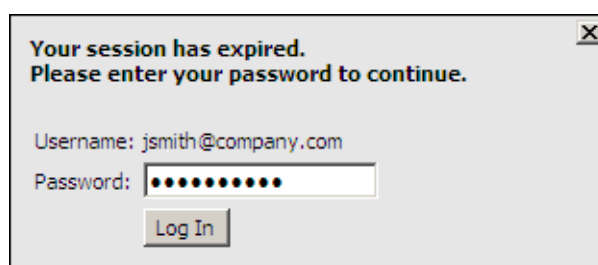 Your session has expired.
Please enter your password to continue.
Username: jsmith@company.com
Password: ●●●●●●●●●●
Log In